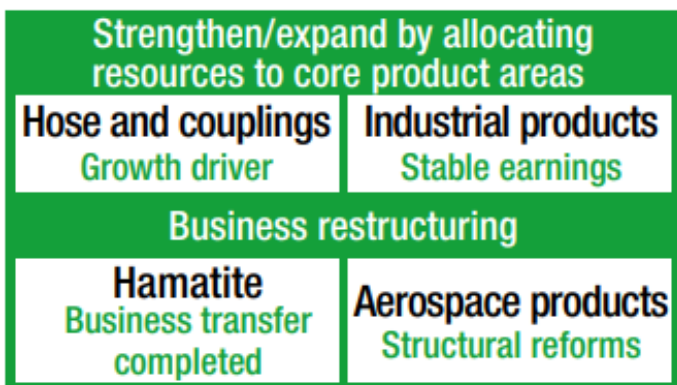 Strengthen/expand by allocating
resources to core product areas
Hose and couplings
Growth driver
Industrial products
Stable earnings
Business restructuring
Hamatite
Business transfer
completed
Aerospace products
Structural reforms